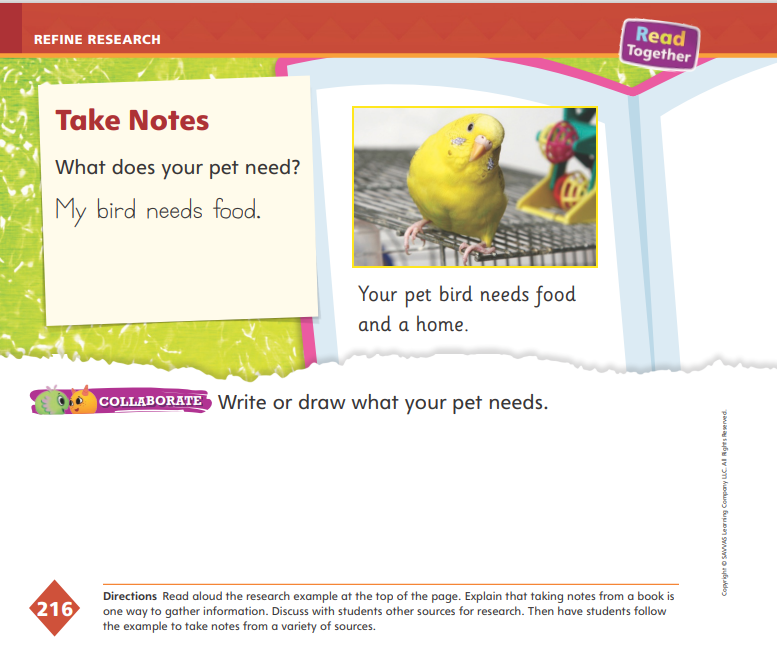 REFINE RESEARCH
Read
Together
Take Notes
What does your pet need?
My bird needs food.
Your pet bird needs food
and a home.
COLLABORATE Write or draw what your pet needs.
Copyright © SAVVAS Learning Company LLC. All Rights Reserved.
216
Directions Read aloud the research example at the top of the page. Explain that taking notes from a book is
one way to gather information. Discuss with students other sources for research. Then have students follow
the example to take notes from a variety of sources.